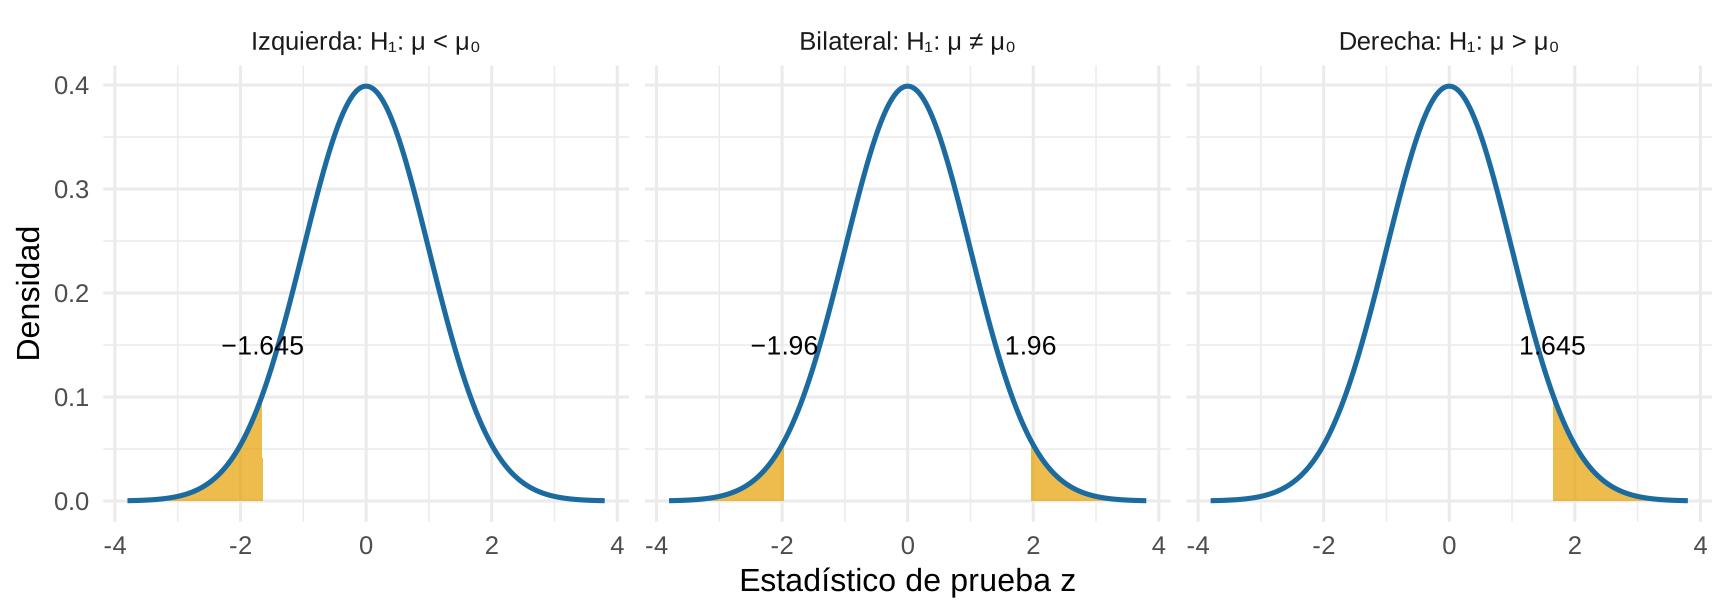 Izquierda: H₁: μ < μ₀
Bilateral: H₁: μ ≠ μ₀
Derecha: H₁: μ > μ₀
Densidad
0.4
0.3
0.2
0.1
0.0
−1.645
−1.96
1.96
1.645
-4 -2 0 2 4
-4 -2 0 2 4
-4 -2 0 2 4
Estadístico de prueba z